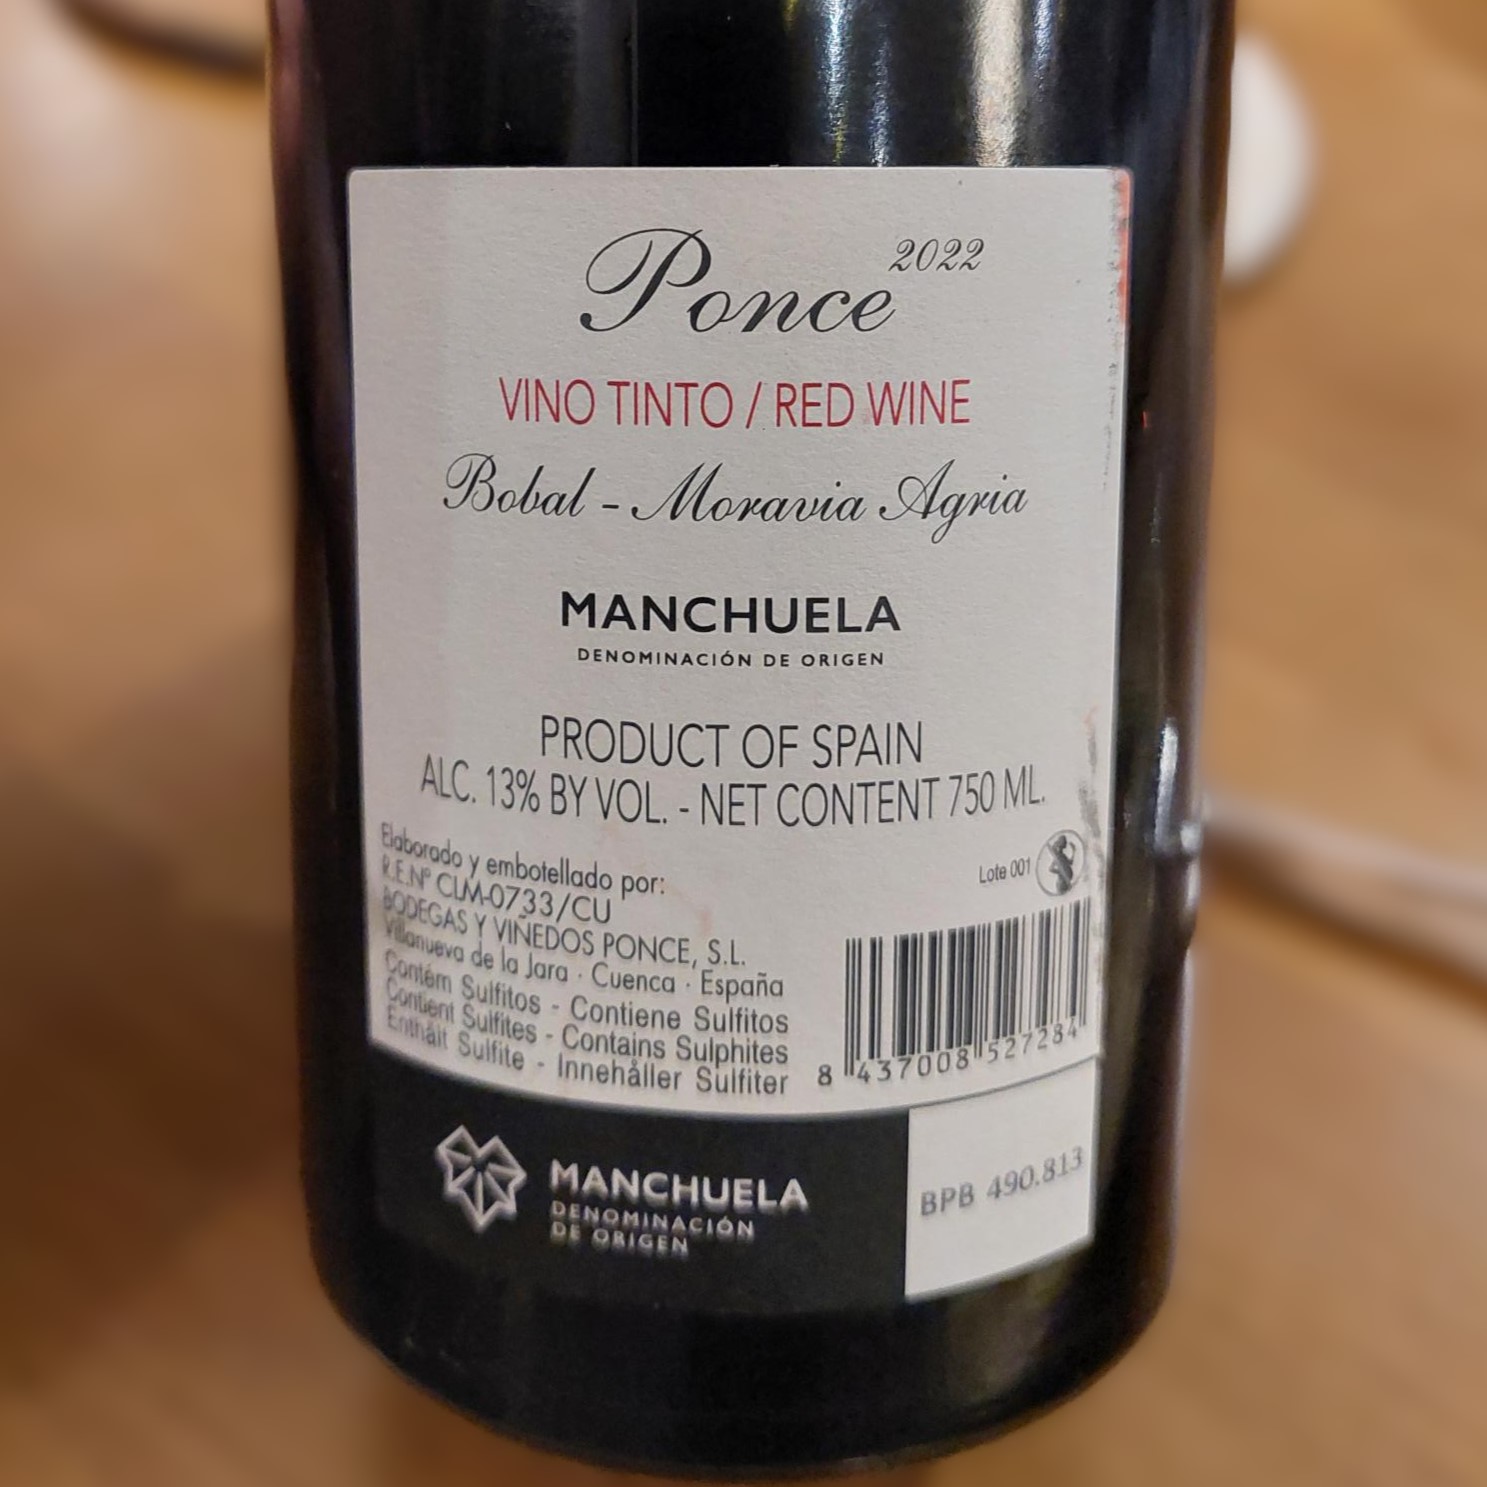 Ponce 2022
VINO TINTO / RED WINE
Bobal - Moravia Agria
MANCHUELA
DENOMINACIÓN DE ORIGEN
PRODUCT OF SPAIN
ALC. 13% BY VOL. - NET CONTENT 750 ML.
Elaborado y embotellado por:
R.E.Nº CLM-0733/CU
BODEGAS Y VIÑEDOS PONCE, S.L.
Villanueva de la Jara · Cuenca · España
Contém Sulfitos - Contiene Sulfitos
Contient Sulfites - Contains Sulphites
Enthält Sulfite - Innehåller Sulfiter
Lote 001
8 437008 527284
MANCHUELA
DENOMINACIÓN
DE ORIGEN
BPB 490.813